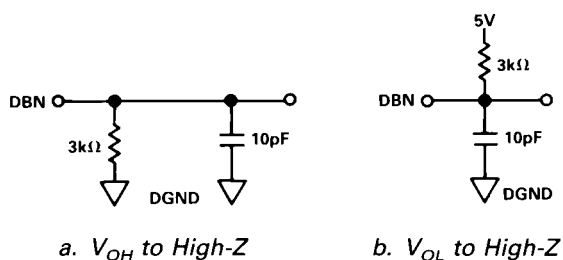 5V
3kΩ
DBN
DBN
3kΩ
10pF
10pF
DGND
DGND
a. VOH to High-Z
b. VOL to High-Z